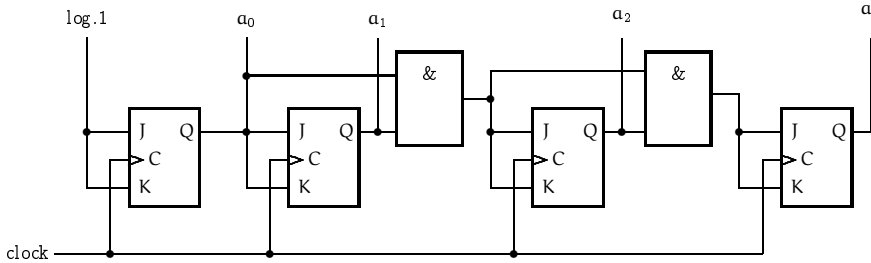 log.1 a₀ a₁ a₂ a
& &
J Q J Q J Q J Q
C C C C
K K K K
clock